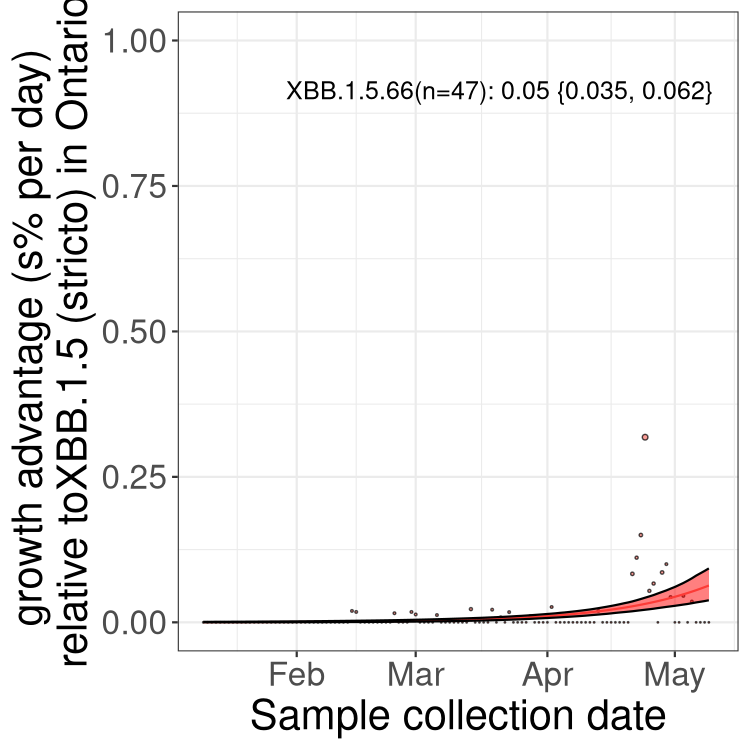 growth advantage (s% per day)
relative toXBB.1.5 (stricto) in Ontario
1.00
0.75
0.50
0.25
0.00
XBB.1.5.66(n=47): 0.05 {0.035, 0.062}
Feb Mar Apr May
Sample collection date